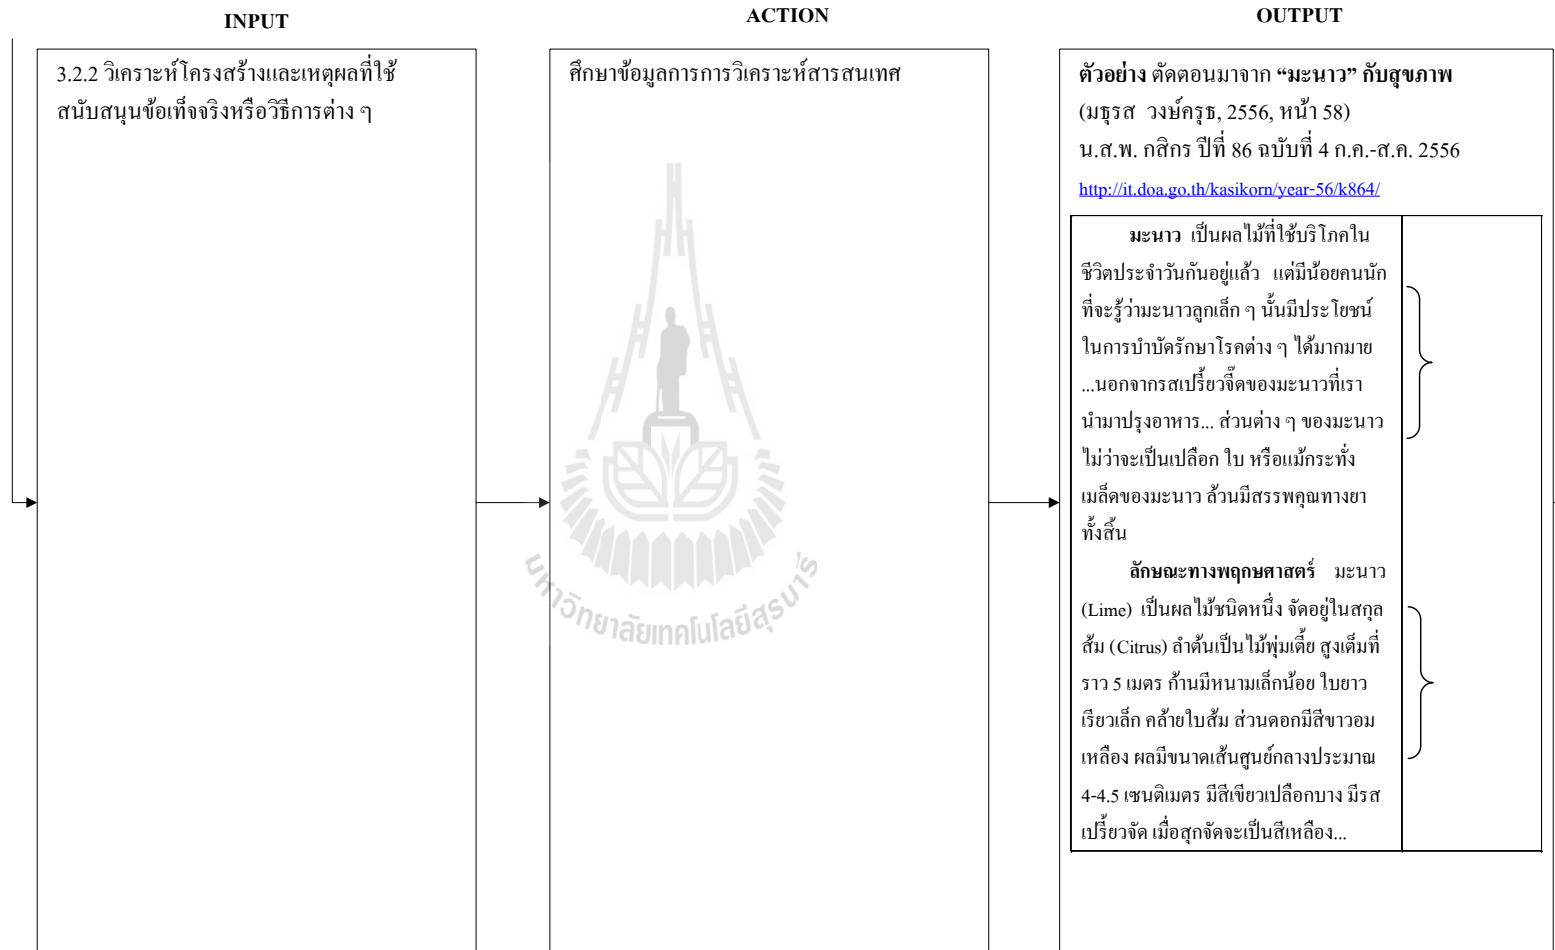 INPUT
ACTION
OUTPUT
3.2.2 วิเคราะห์โครงสร้างและเหตุผลที่ใช้
สนับสนุนข้อเท็จจริงหรือวิธีการต่าง ๆ
ศึกษาข้อมูลการการวิเคราะห์สารสนเทศ
ตัวอย่าง ตัดตอนมาจาก “มะนาว” กับสุขภาพ
(มธุรส วงษ์ครุธ, 2556, หน้า 58)
น.ส.พ. กสิกร ปีที่ 86 ฉบับที่ 4 ก.ค.-ส.ค. 2556
http://it.doa.go.th/kasikorn/year-56/k864/
มะนาว เป็นผลไม้ที่ใช้บริโภคใน
ชีวิตประจำวันกันอยู่แล้ว แต่มีน้อยคนนัก
ที่จะรู้ว่ามะนาวลูกเล็ก ๆ นั้นมีประโยชน์
ในการบำบัดรักษาโรคต่าง ๆ ได้มากมาย
...นอกจากรสเปรี้ยวจี๊ดของมะนาวที่เรา
นำมาปรุงอาหาร... ส่วนต่าง ๆ ของมะนาว
ไม่ว่าจะเป็นเปลือก ใบ หรือแม้กระทั่ง
เมล็ดของมะนาว ล้วนมีสรรพคุณทางยา
ทั้งสิ้น
ลักษณะทางพฤกษศาสตร์ มะนาว
(Lime) เป็นผลไม้ชนิดหนึ่ง จัดอยู่ในสกุล
ส้ม (Citrus) ลำต้นเป็นไม้พุ่มเตี้ย สูงเต็มที่
ราว 5 เมตร ก้านมีหนามเล็กน้อย ใบยาว
เรียวเล็ก คล้ายใบส้ม ส่วนดอกมีสีขาวอม
เหลือง ผลมีขนาดเส้นศูนย์กลางประมาณ
4-4.5 เซนติเมตร มีสีเขียวเปลือกบาง มีรส
เปรี้ยวจัด เมื่อสุกจัดจะเป็นสีเหลือง...
มหาวิทยาลัยเทคโนโลยีสุรนารี